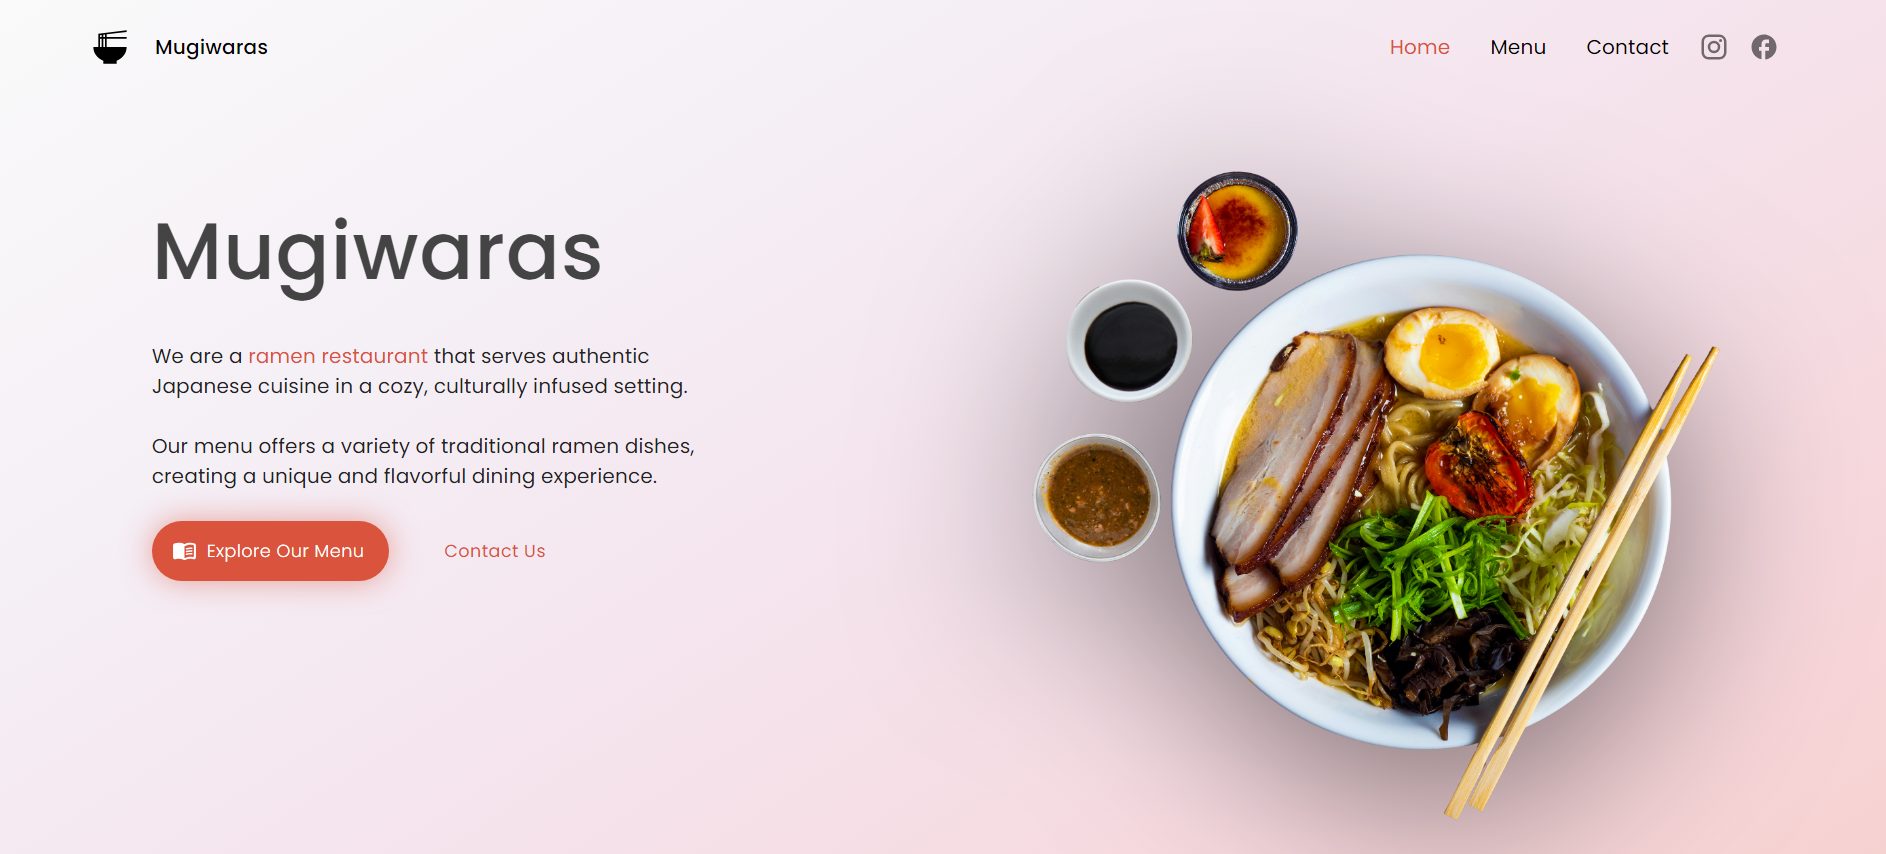 Mugiwaras
Home
Menu
Contact
Mugiwaras
We are a ramen restaurant that serves authentic
Japanese cuisine in a cozy, culturally infused setting.
Our menu offers a variety of traditional ramen dishes,
creating a unique and flavorful dining experience.
Explore Our Menu
Contact Us